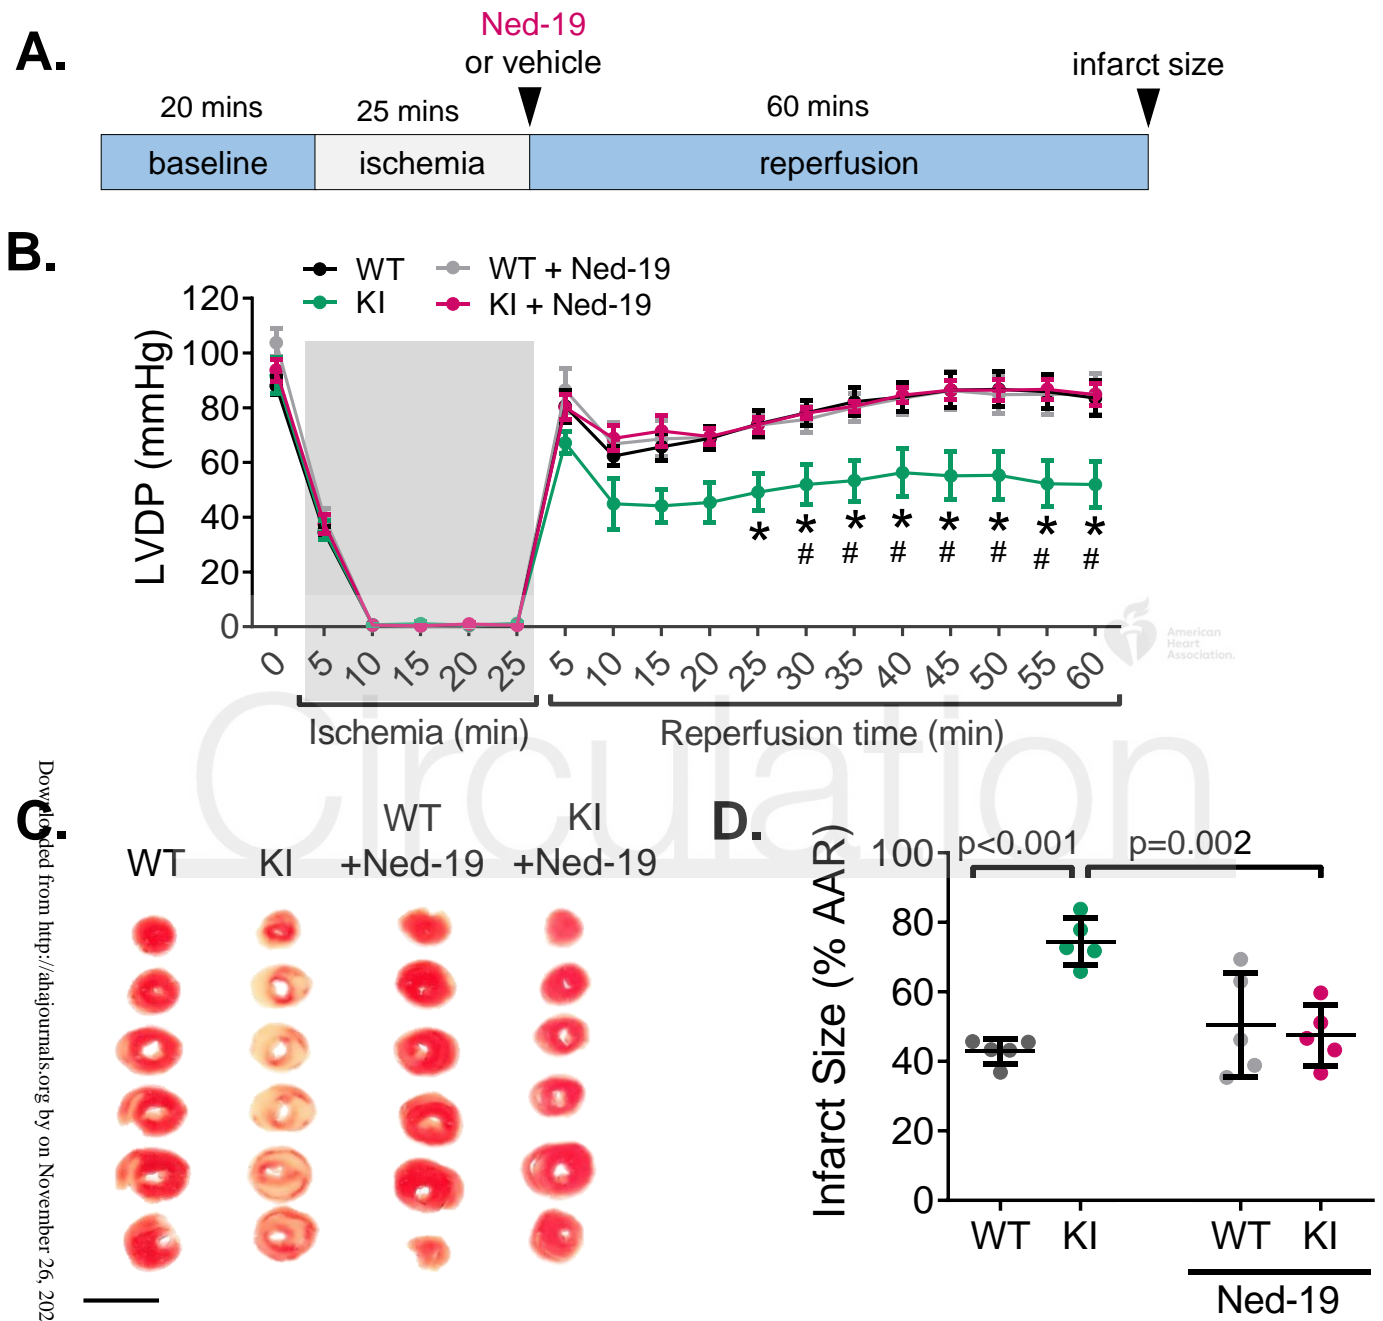 A.
Ned-19
or vehicle
infarct size
20 mins
25 mins
60 mins
baseline
ischemia
reperfusion
B.
WT
WT + Ned-19
KI
KI + Ned-19
LVDP (mmHg)
120
100
80
60
40
20
0
* * * * * * * *
# # # # # # #
0 5 10 15 20 25 5 10 15 20 25 30 35 40 45 50 55 60
Ischemia (min)
Reperfusion time (min)
American
Heart
Association.
Circulation
Downloaded from http://ahajournals.org by on November 26, 202
C.
WT
KI
WT
+Ned-19
KI
+Ned-19
D.
Infarct Size (% AAR)
100
80
60
40
20
0
p<0.001
p=0.002
WT
KI
WT
KI
Ned-19